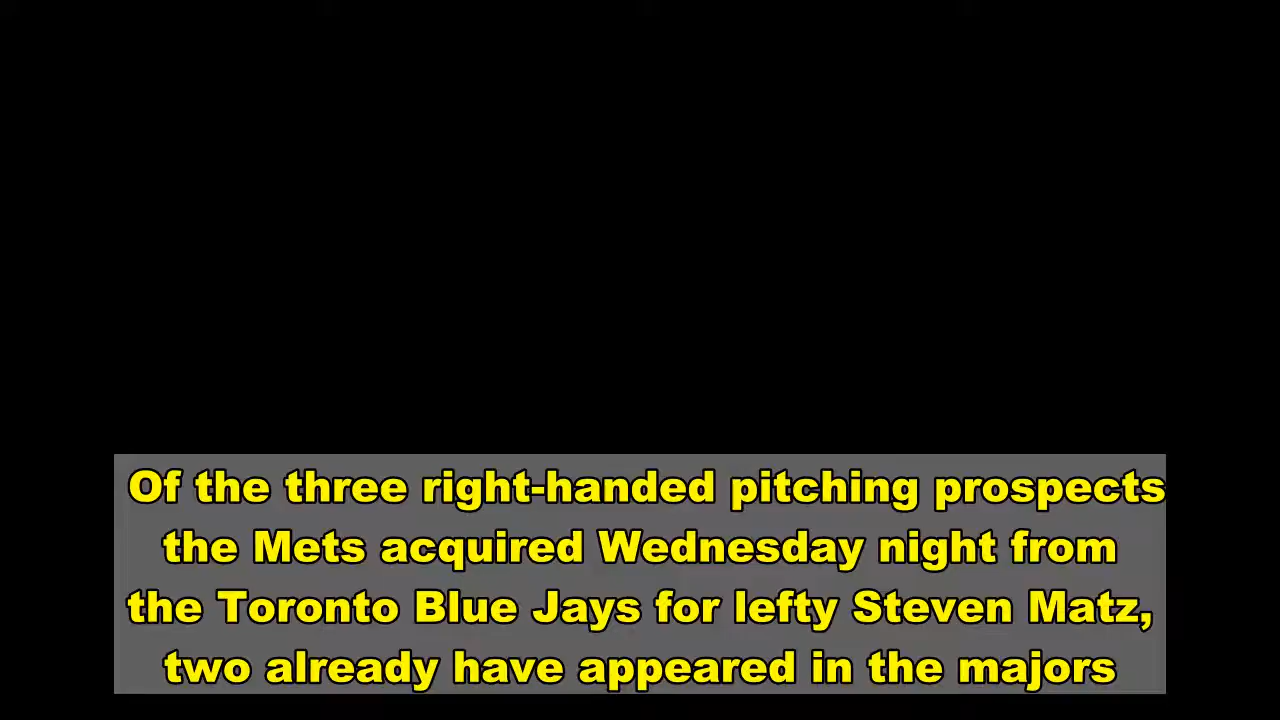 Of the three right-handed pitching prospects
the Mets acquired Wednesday night from
the Toronto Blue Jays for lefty Steven Matz,
two already have appeared in the majors